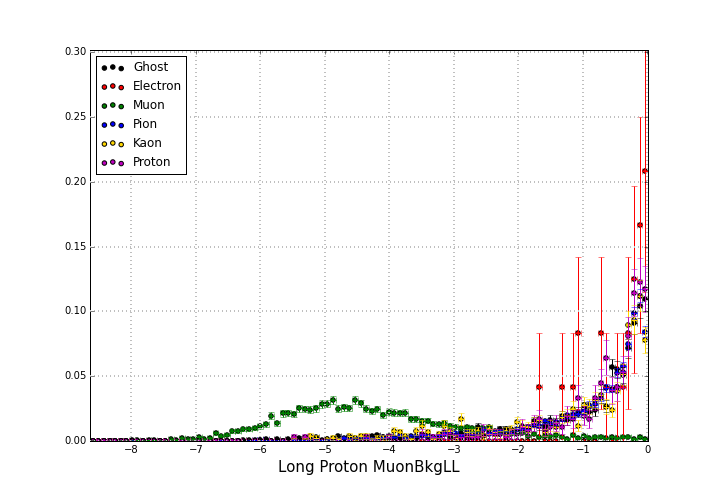 0.30
0.25
0.20
0.15
0.10
0.05
0.00
Ghost
Electron
Muon
Pion
Kaon
Proton
−8 −7 −6 −5 −4 −3 −2 −1 0
Long Proton MuonBkgLL